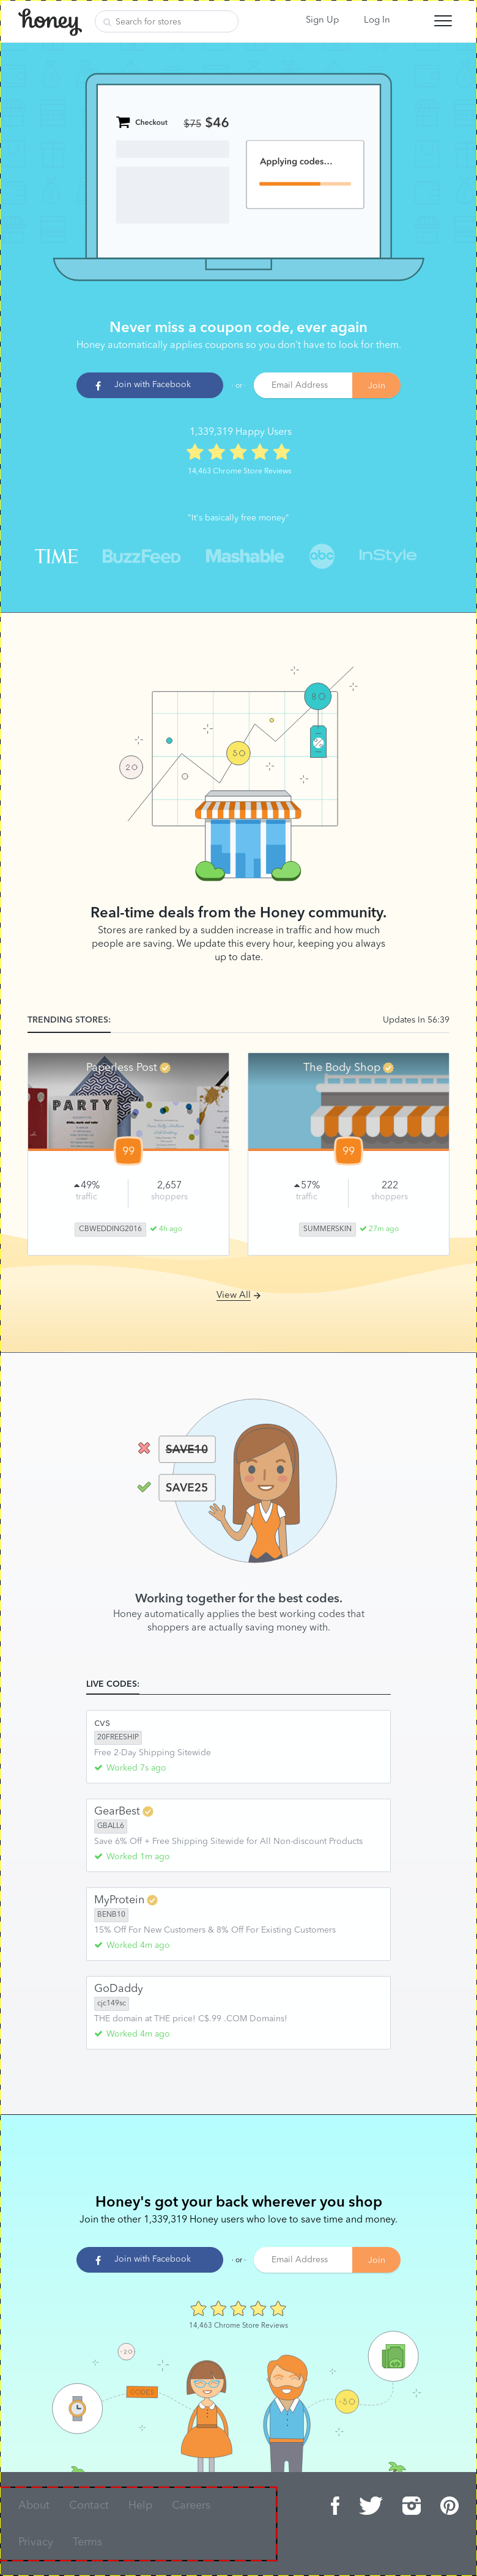 honey
Search for stores
Sign Up
Log In
Checkout
$75 $46
Applying codes...
Never miss a coupon code, ever again
Honey automatically applies coupons so you don't have to look for them.
Join with Facebook
· or ·
Email Address
Join
1,339,319 Happy Users
14,463 Chrome Store Reviews
"It's basically free money"
TIME
BuzzFeed
Mashable
abc
InStyle
80
50
20
Real-time deals from the Honey community.
Stores are ranked by a sudden increase in traffic and how much
people are saving. We update this every hour, keeping you always
up to date.
TRENDING STORES:
Updates In 56:39
Paperless Post
PARTY
99
49%
traffic
2,657
shoppers
CBWEDDING2016
4h ago
The Body Shop
99
57%
traffic
222
shoppers
SUMMERSKIN
27m ago
View All
SAVE10
SAVE25
Working together for the best codes.
Honey automatically applies the best working codes that
shoppers are actually saving money with.
LIVE CODES:
CVS
20FREESHIP
Free 2-Day Shipping Sitewide
Worked 7s ago
GearBest
GBALL6
Save 6% Off + Free Shipping Sitewide for All Non-discount Products
Worked 1m ago
MyProtein
BENB10
15% Off For New Customers & 8% Off For Existing Customers
Worked 4m ago
GoDaddy
cjc149sc
THE domain at THE price! C$.99 .COM Domains!
Worked 4m ago
Honey's got your back wherever you shop
Join the other 1,339,319 Honey users who love to save time and money.
Join with Facebook
· or ·
Email Address
Join
14,463 Chrome Store Reviews
-20
CODES
-50
About
Contact
Help
Careers
Privacy
Terms